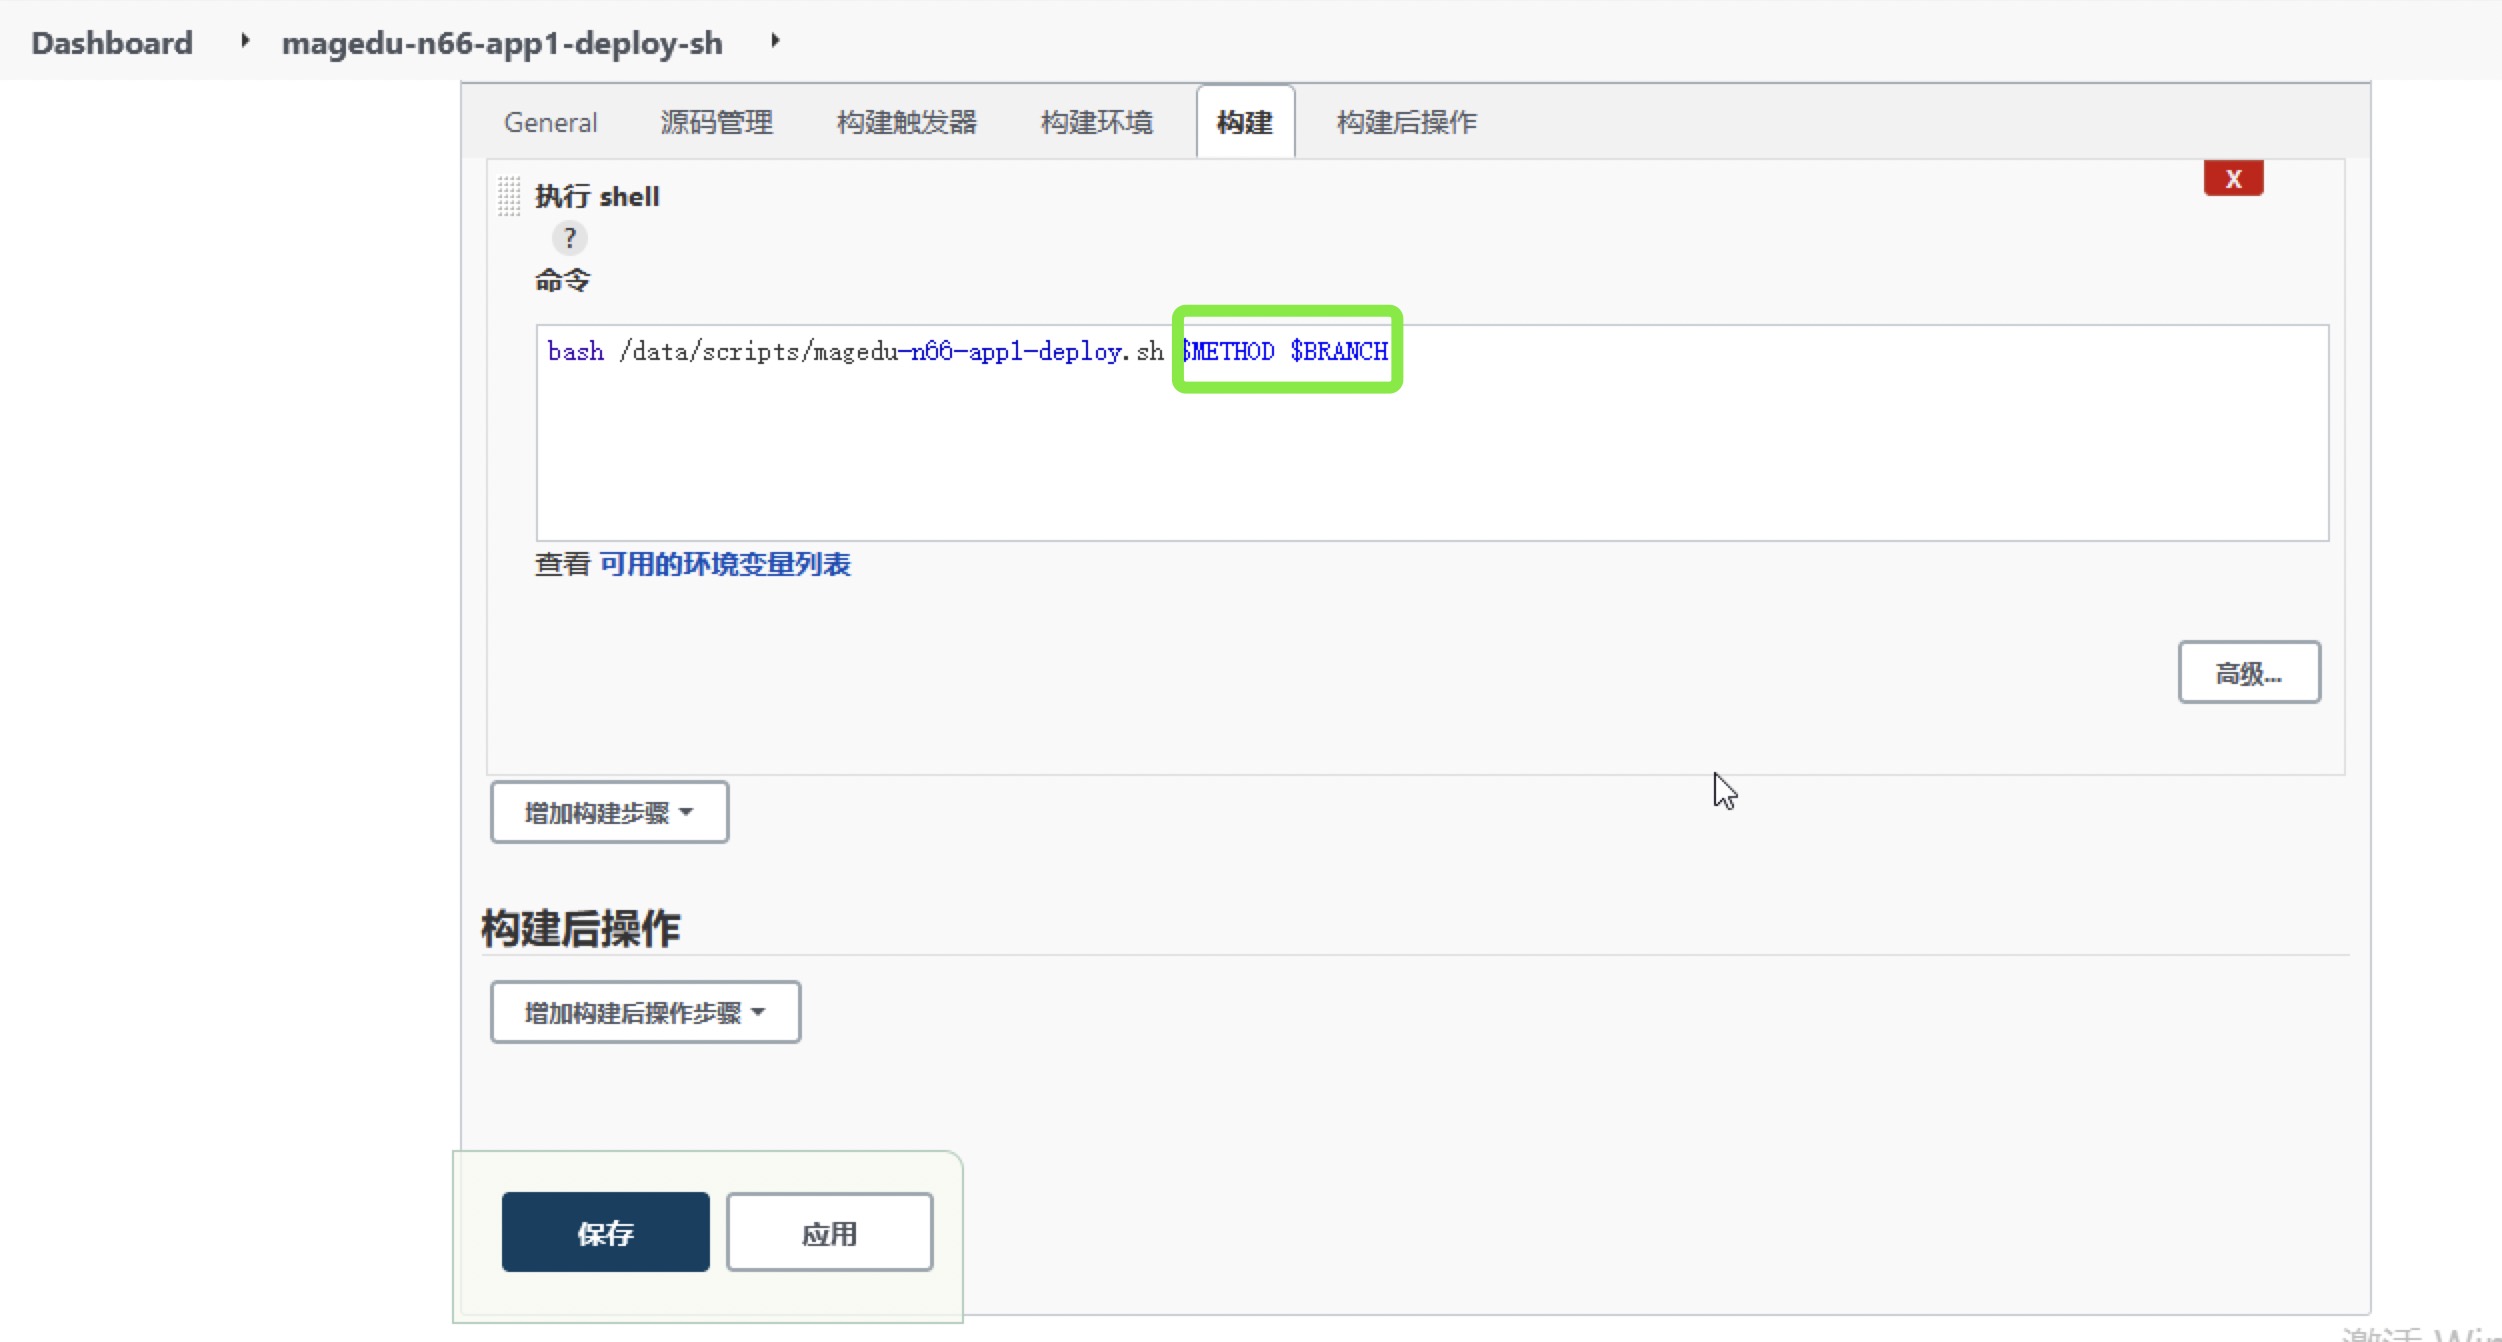 Dashboard magedu-n66-app1-deploy-sh
General 源码管理 构建触发器 构建环境 构建 构建后操作
X
执行 shell
?
命令
bash /data/scripts/magedu-n66-app1-deploy.sh $METHOD $BRANCH
查看 可用的环境变量列表
高级...
增加构建步骤
构建后操作
增加构建后操作步骤
保存 应用